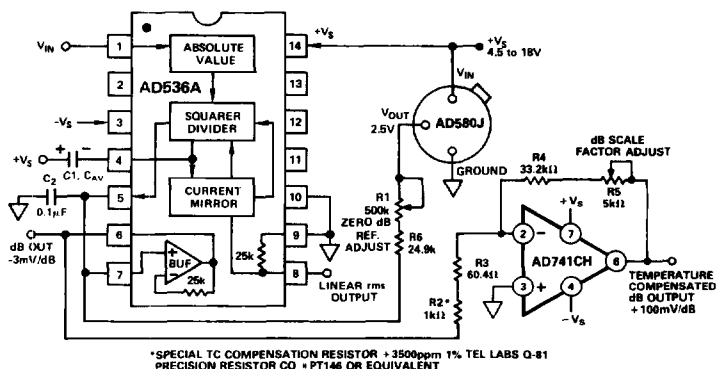 +VS
4.5 to 18V
VIN
1
ABSOLUTE
VALUE
14
+VS
2
AD536A
13
VIN
AD580J
VOUT
2.5V
GROUND
-VS
3
SQUARER
DIVIDER
12
+VS
+ -
C1, CAV
4
11
C2
0.1μF
5
CURRENT
MIRROR
10
R1
500k
ZERO dB
REF.
ADJUST
R6
24.9k
R4
33.2kΩ
dB SCALE
FACTOR ADJUST
R5
5kΩ
dB OUT
-3mV/dB
6
25k
9
7
+
-
BUF
25k
8
LINEAR rms
OUTPUT
R3
60.4Ω
R2*
1kΩ
+VS
2
-
7
AD741CH
6
3
+
4
-VS
TEMPERATURE
COMPENSATED
dB OUTPUT
+100mV/dB
*SPECIAL TC COMPENSATION RESISTOR +3500ppm 1% TEL LABS Q-81
PRECISION RESISTOR CO * PT146 OR EQUIVALENT